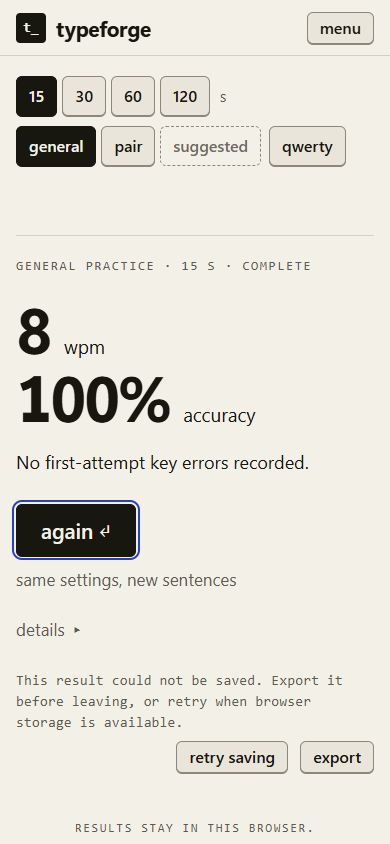 t_ typeforge menu
15 30 60 120 s
general pair suggested qwerty
GENERAL PRACTICE · 15 S · COMPLETE
8 wpm
100% accuracy
No first-attempt key errors recorded.
again ↵
same settings, new sentences
details ▸
This result could not be saved. Export it
before leaving, or retry when browser
storage is available.
retry saving export
RESULTS STAY IN THIS BROWSER.